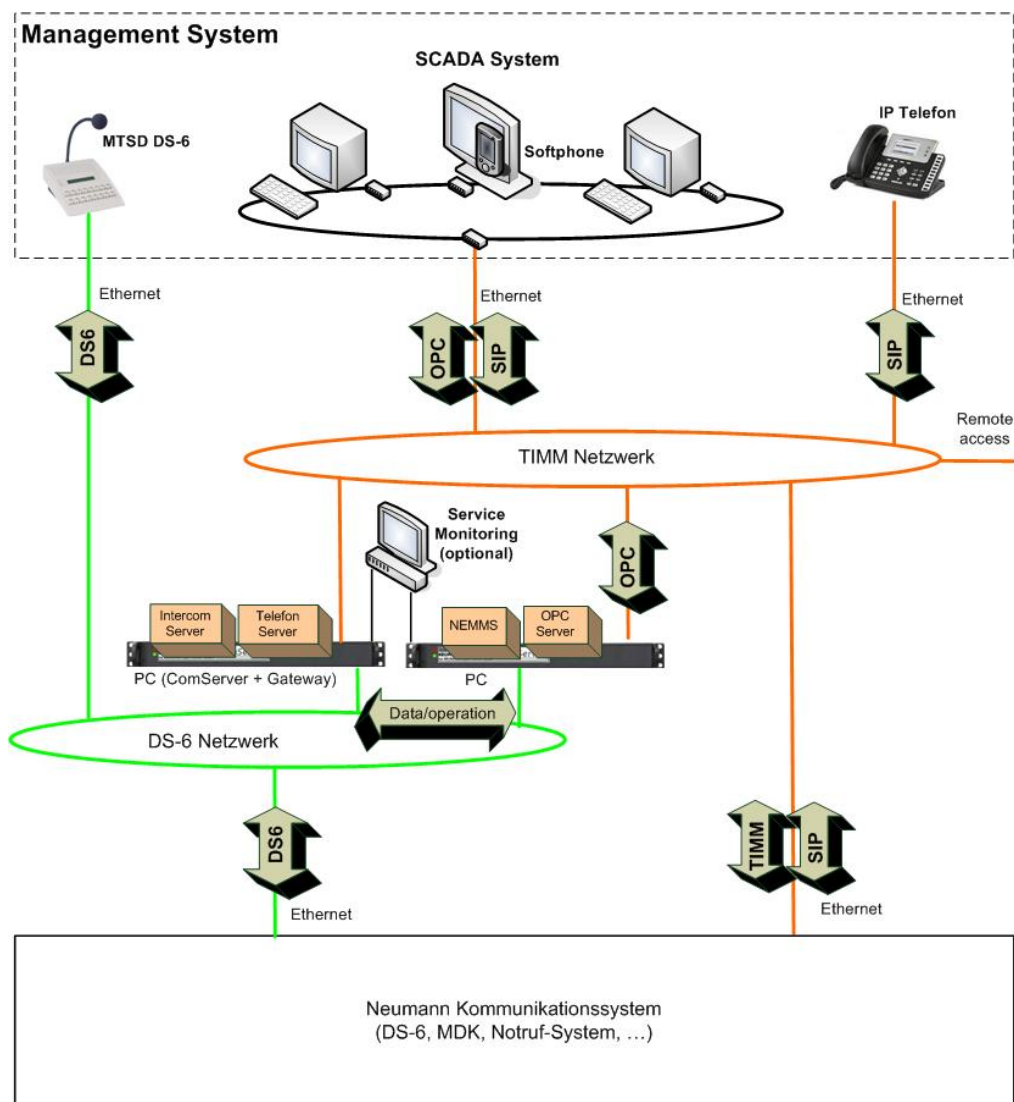 Management System
SCADA System
MTSD DS-6
Softphone
IP Telefon
Ethernet
Ethernet
Ethernet
DS6
OPC
SIP
SIP
Remote
access
TIMM Netzwerk
Service
Monitoring
(optional)
OPC
Intercom
Server
Telefon
Server
NEMMS
OPC
Server
PC (ComServer + Gateway)
PC
Data/operation
DS-6 Netzwerk
DS6
TIMM
SIP
Ethernet
Ethernet
Neumann Kommunikationssystem
(DS-6, MDK, Notruf-System, …)